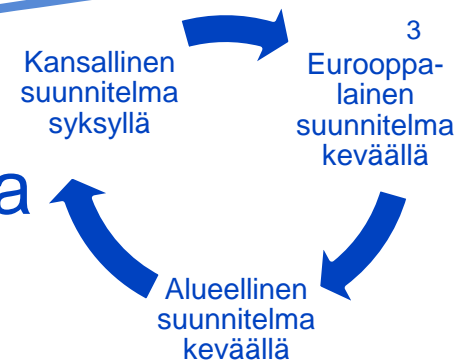 3
Kansallinen
suunnitelma
syksyllä
Eurooppa-
lainen
suunnitelma
keväällä
a
Alueellinen
suunnitelma
keväällä